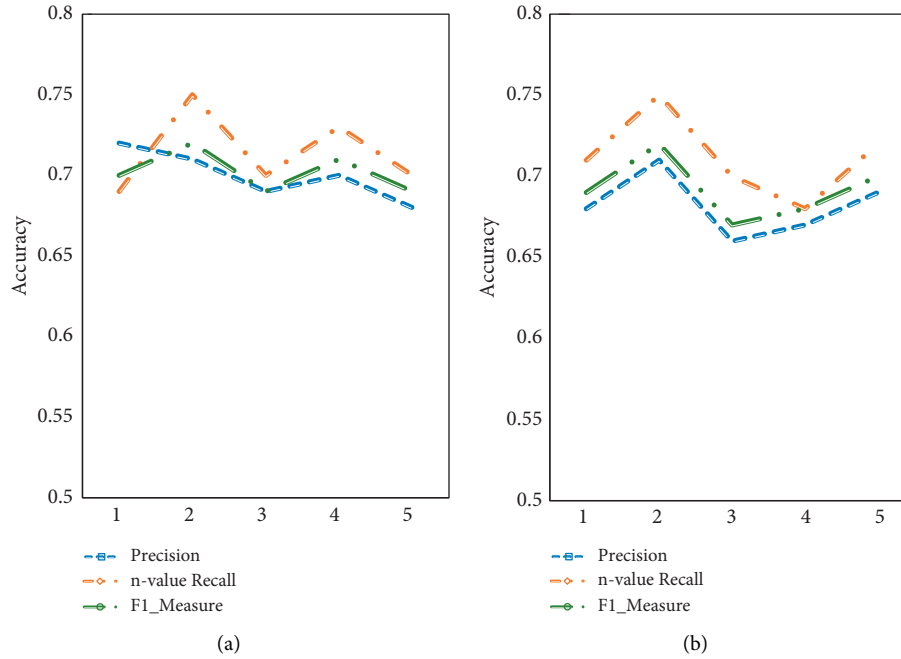 0.8
0.75
0.7
0.65
0.6
0.55
0.5
Accuracy
1 2 3 4 5
Precision
n-value Recall
F1_Measure
(a)
0.8
0.75
0.7
0.65
0.6
0.55
0.5
Accuracy
1 2 3 4 5
Precision
n-value Recall
F1_Measure
(b)